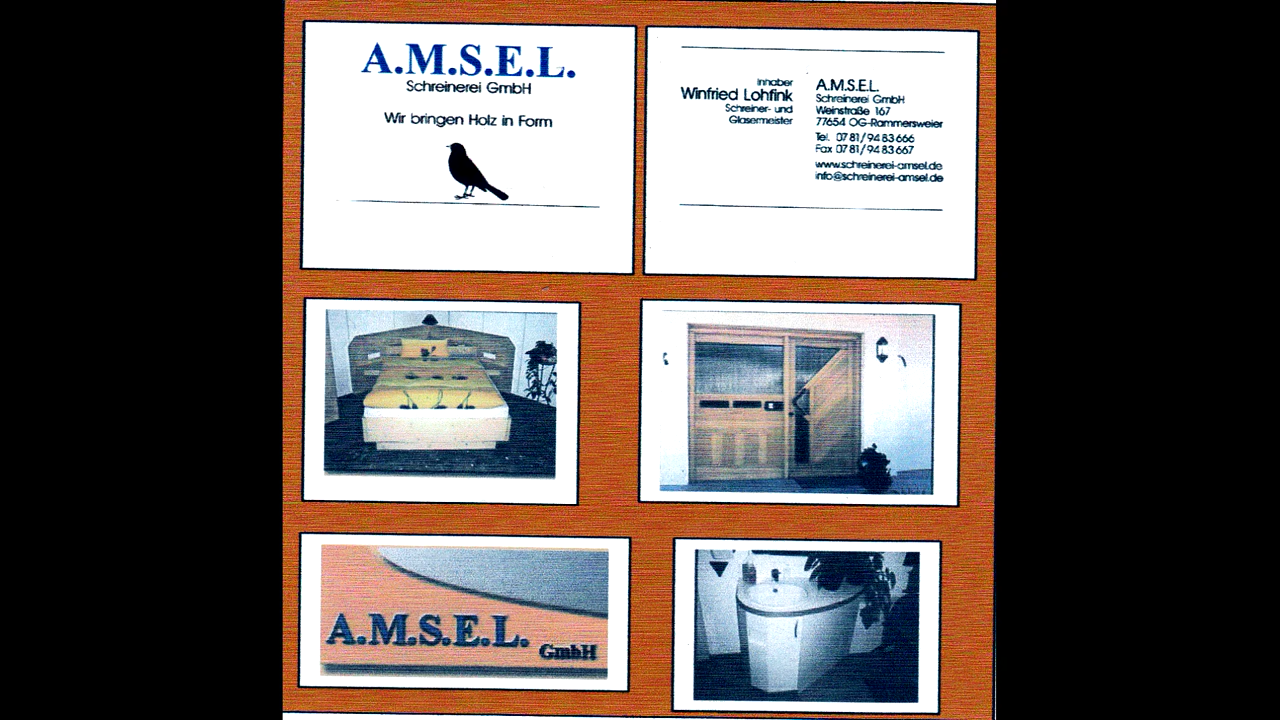 A.M.S.E.L.
Schreinerei GmbH
Wir bringen Holz in Form
Inhaber
Winfried Lohfink
Schreiner- und
Glasermeister
A.M.S.E.L.
Schreinerei GmbH
Weinstraße 167
77654 OG-Rammersweier
Tel. 07 81 / 94 83 666
Fax 07 81 / 94 83 667
www.schreinerei-amsel.de
info@schreinerei-amsel.de
A.M.S.E.L.
GmbH